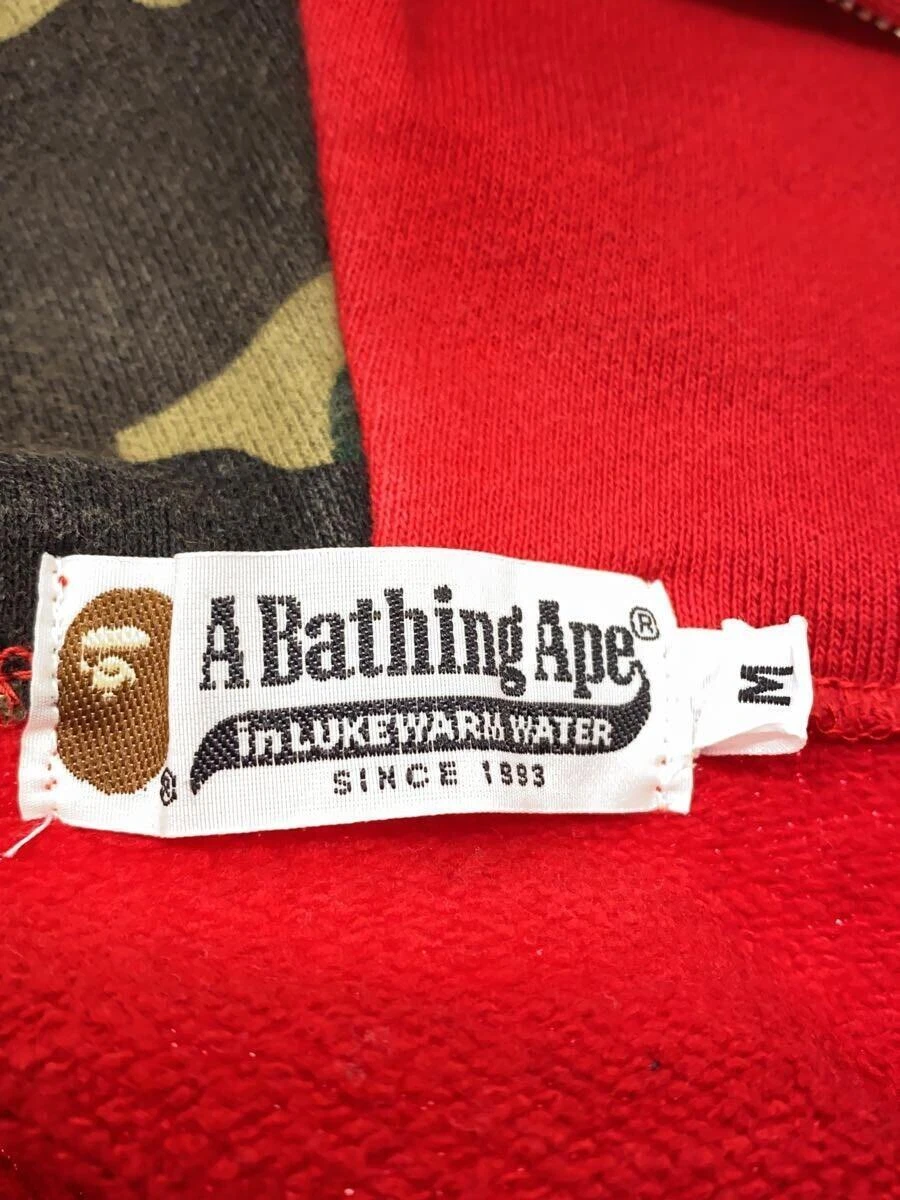 A Bathing Ape®
in LUKEWARM WATER
SINCE 1993
®
M